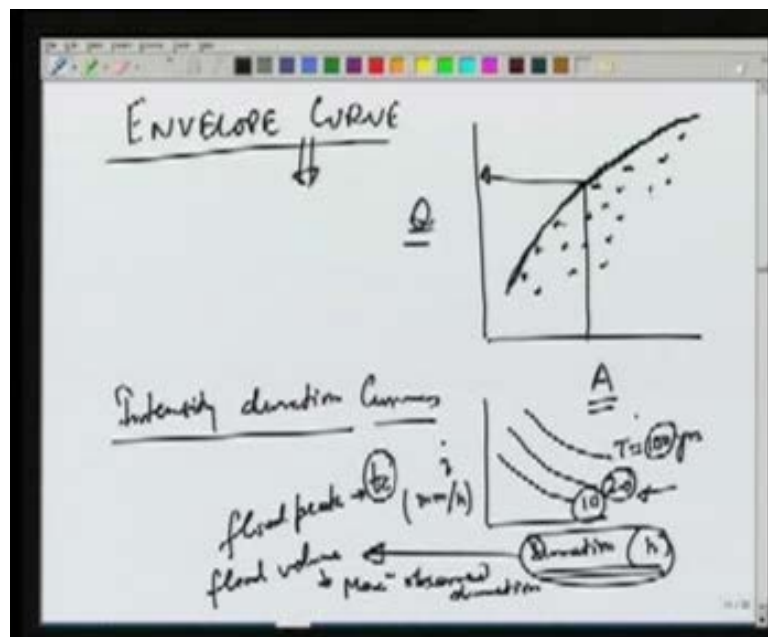 ENVELOPE CURVE
Q
A
Intensity duration Curves
T = 100 yrs
20
10
i
(mm/h)
flood peak → tc
Duration (h)
flood volume
Max^m observed
duration